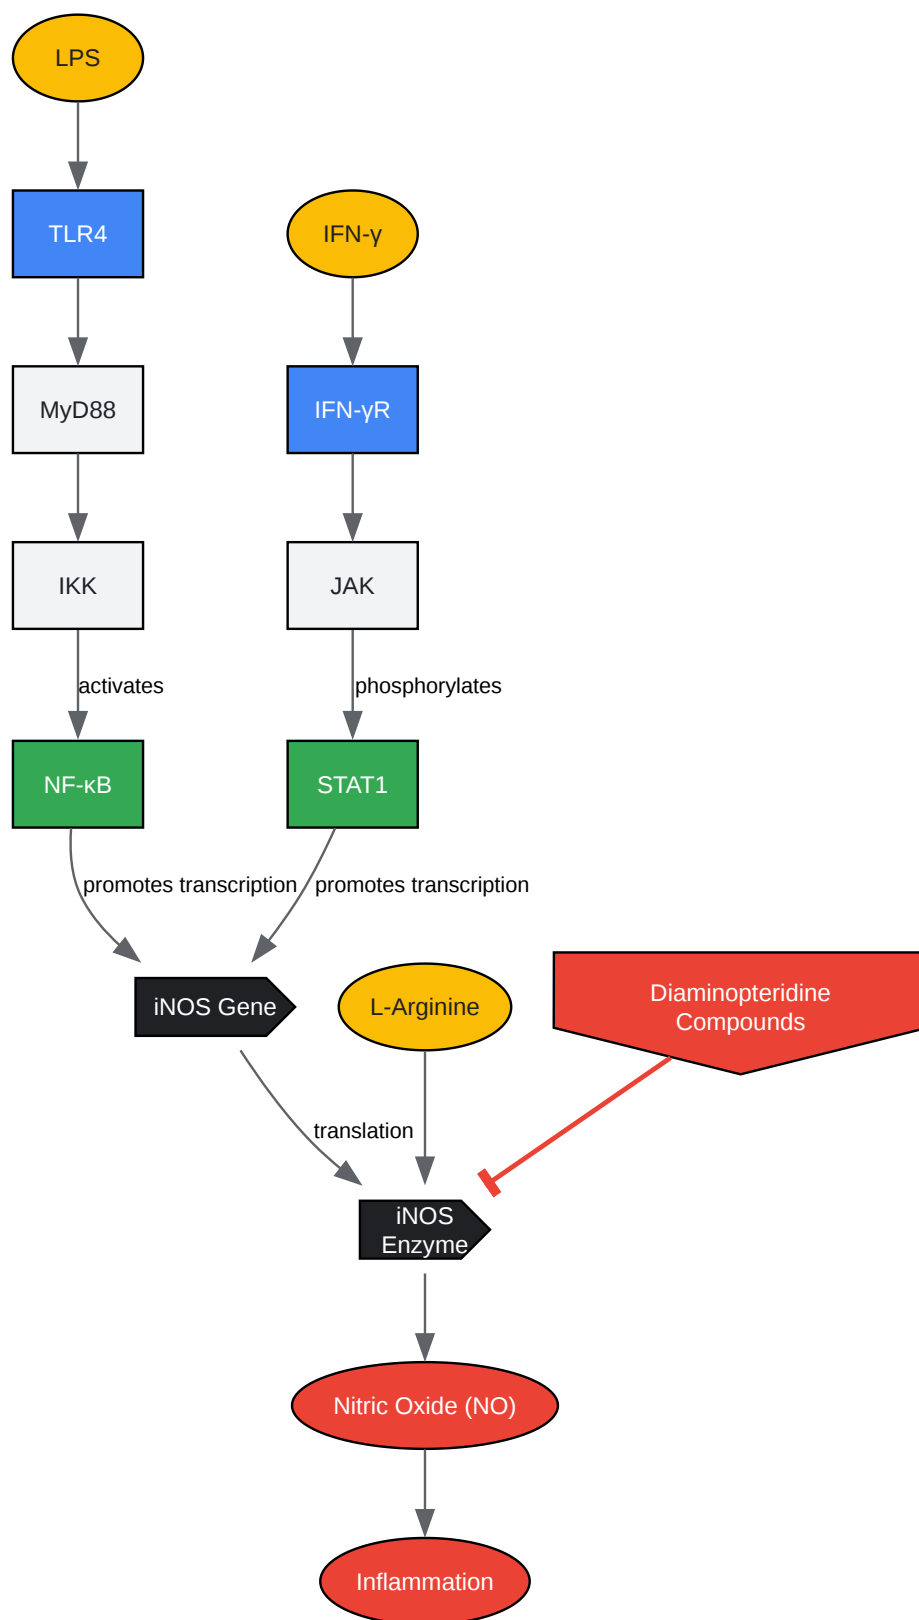 LPS
TLR4
IFN-γ
MyD88
IFN-γR
IKK
JAK
activates
phosphorylates
NF-κB
STAT1
promotes transcription
promotes transcription
iNOS Gene
L-Arginine
Diaminopteridine
Compounds
translation
iNOS
Enzyme
Nitric Oxide (NO)
Inflammation